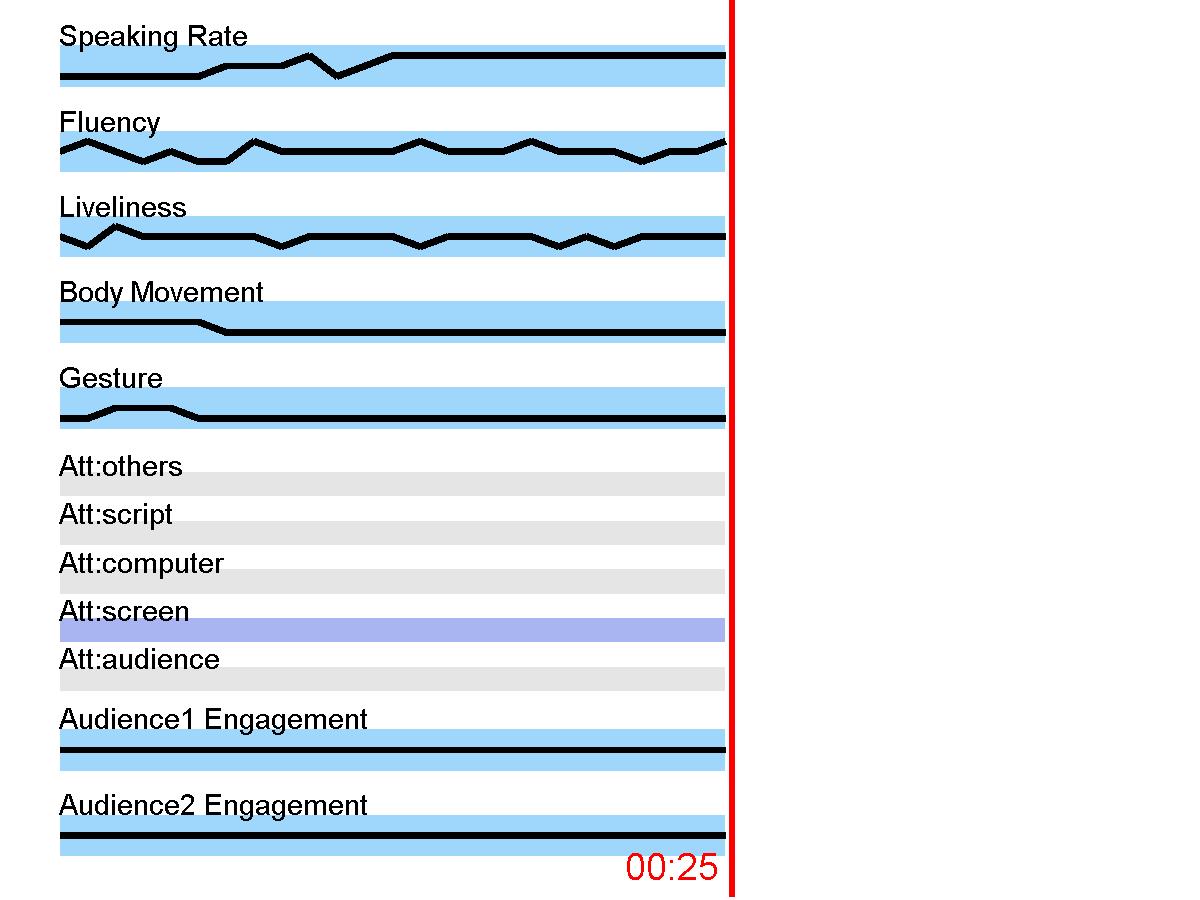 Speaking Rate
Fluency
Liveliness
Body Movement
Gesture
Att:others
Att:script
Att:computer
Att:screen
Att:audience
Audience1 Engagement
Audience2 Engagement
00:25